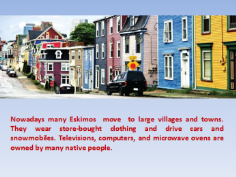 Nowadays many Eskimos move to large villages and towns.
They wear store-bought clothing and drive cars and
snowmobiles. Televisions, computers, and microwave ovens are
owned by many native people.